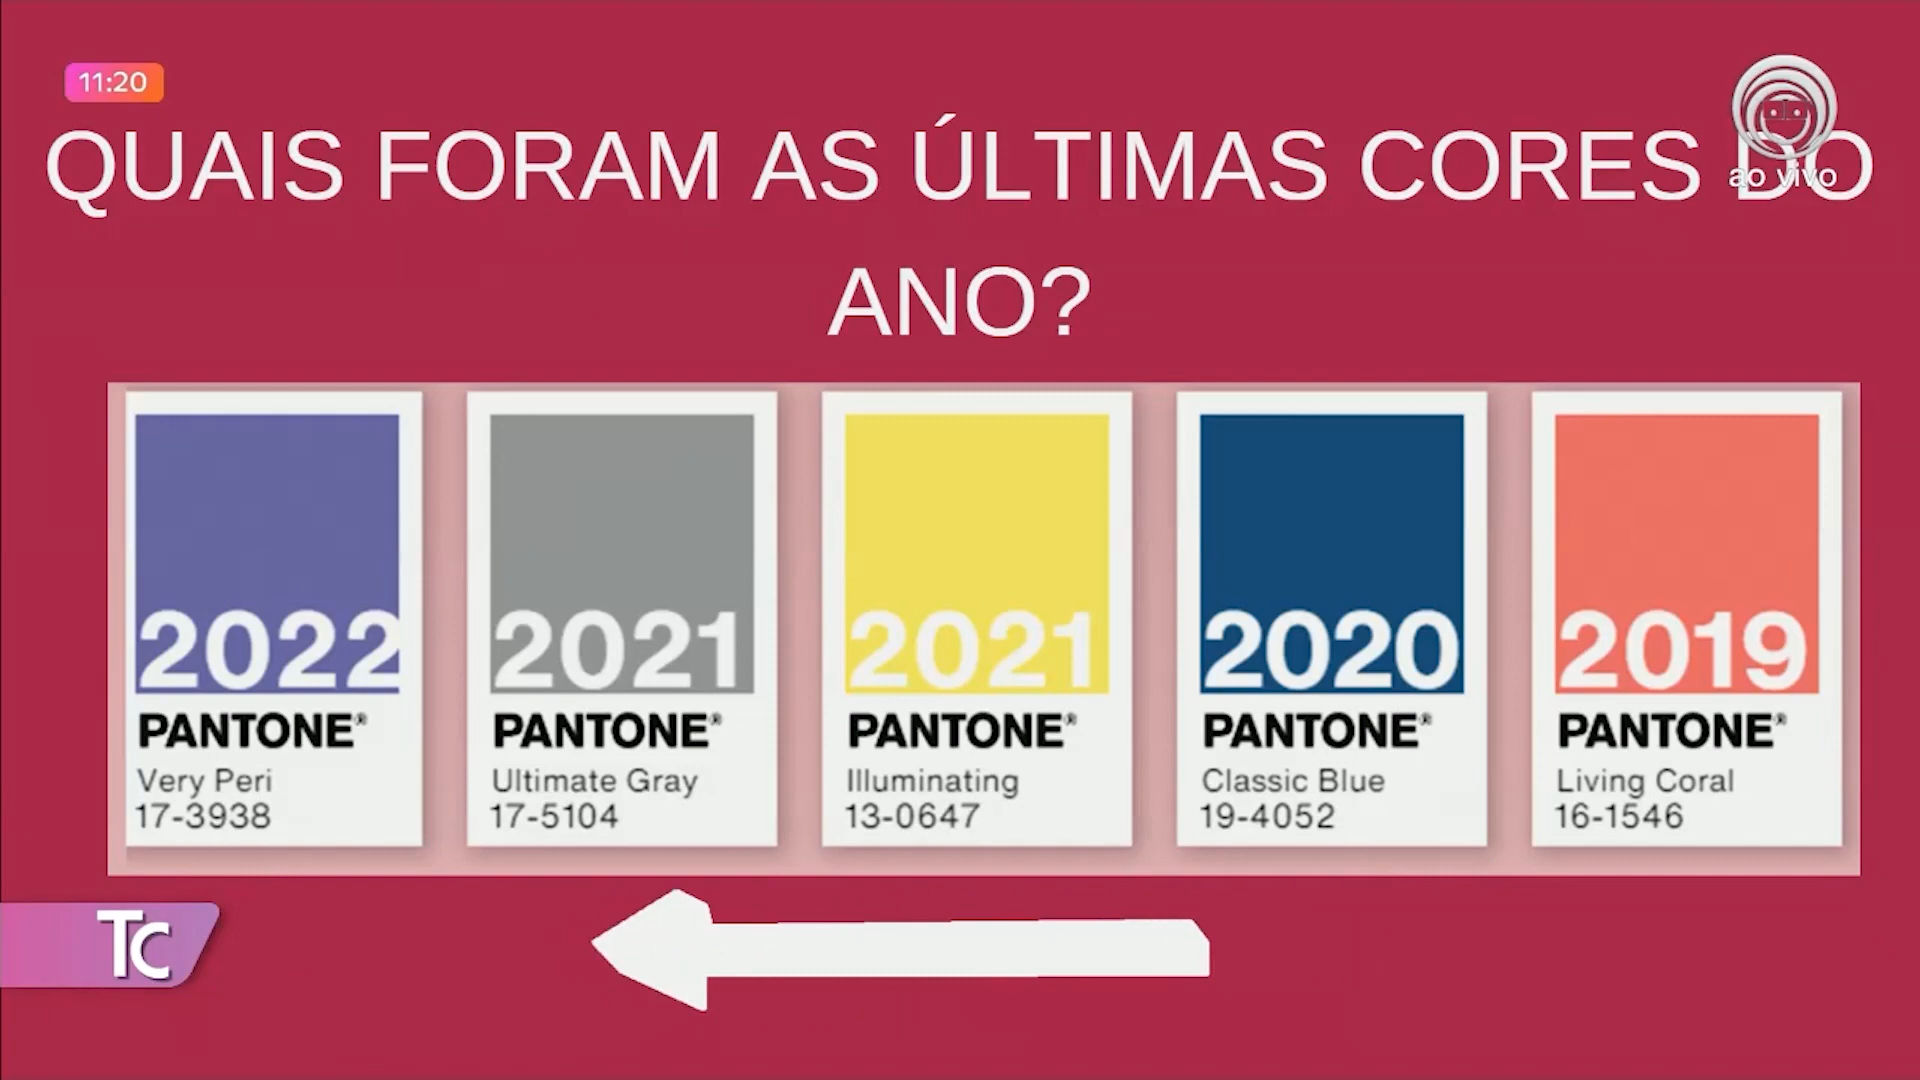 11:20
QUAIS FORAM AS ÚLTIMAS CORES DO
ao vivo
ANO?
2022
PANTONE®
Very Peri
17-3938
2021
PANTONE®
Ultimate Gray
17-5104
2021
PANTONE®
Illuminating
13-0647
2020
PANTONE®
Classic Blue
19-4052
2019
PANTONE®
Living Coral
16-1546
Tc